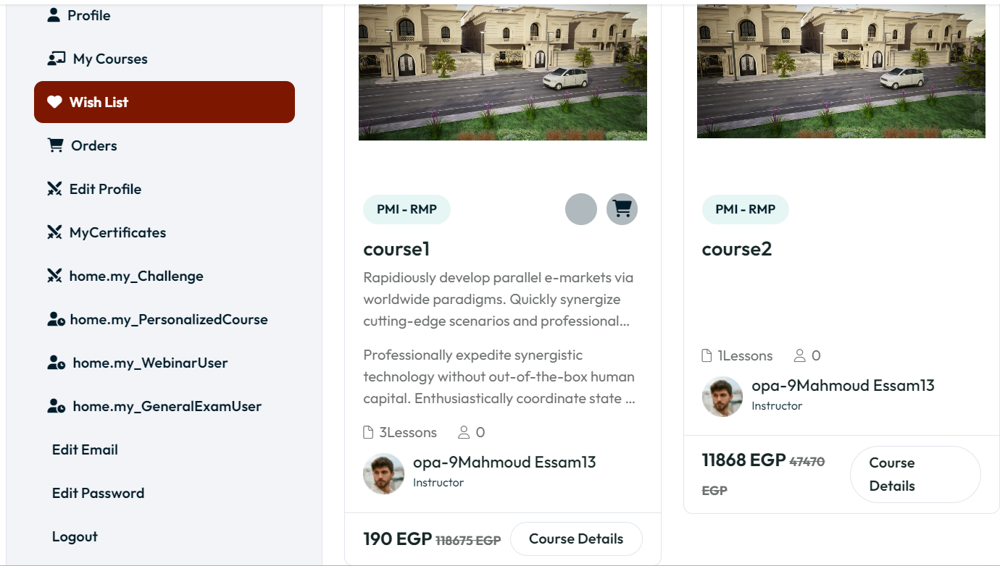 Profile
My Courses
Wish List
Orders
Edit Profile
MyCertificates
home.my_Challenge
home.my_PersonalizedCourse
home.my_WebinarUser
home.my_GeneralExamUser
Edit Email
Edit Password
Logout
PMI - RMP
course1
Rapidiously develop parallel e-markets via
worldwide paradigms. Quickly synergize
cutting-edge scenarios and professional...
Professionally expedite synergistic
technology without out-of-the-box human
capital. Enthusiastically coordinate state ...
3Lessons 0
opa-9Mahmoud Essam13
Instructor
190 EGP 118675 EGP
Course Details
PMI - RMP
course2
1Lessons 0
opa-9Mahmoud Essam13
Instructor
11868 EGP 47470
EGP
Course
Details